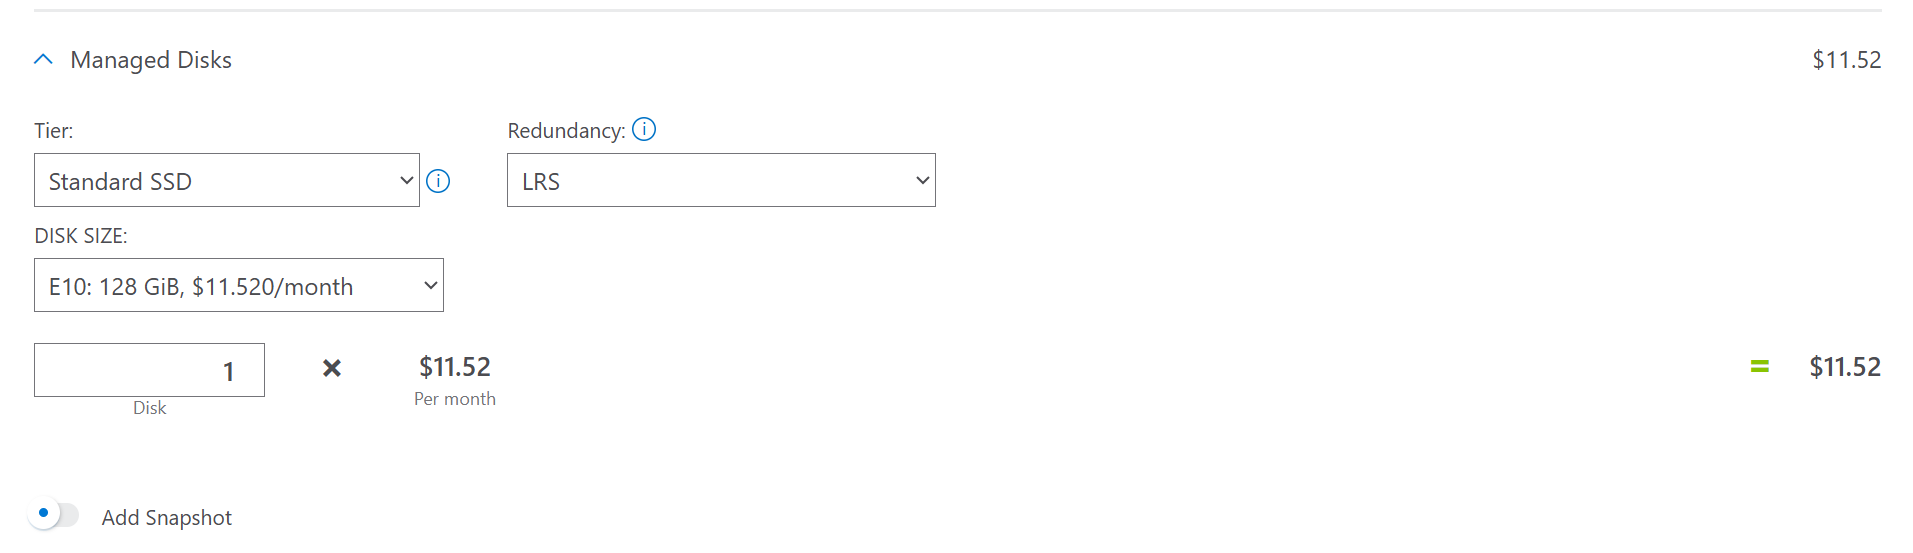 Managed Disks $11.52
Tier: Redundancy:
Standard SSD LRS
DISK SIZE:
E10: 128 GiB, $11.520/month
1 × $11.52 = $11.52
Disk Per month
Add Snapshot